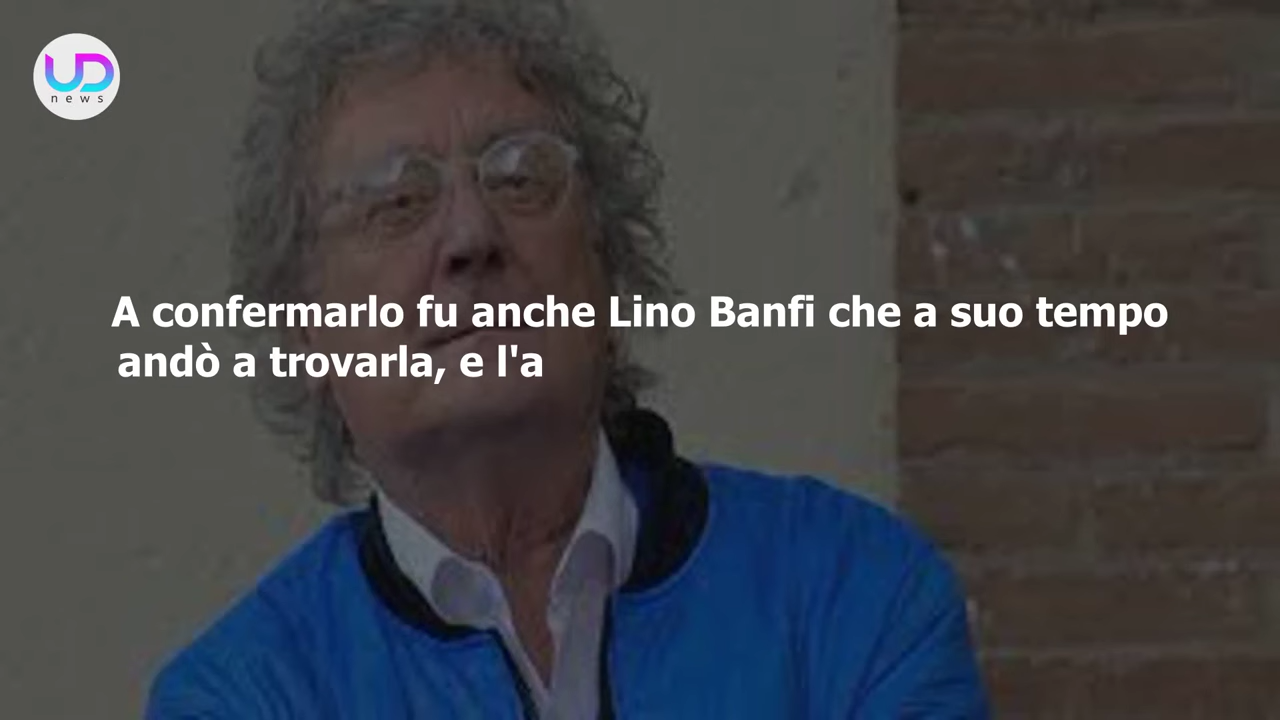 UD
news
A confermarlo fu anche Lino Banfi che a suo tempo
andò a trovarla, e l'a